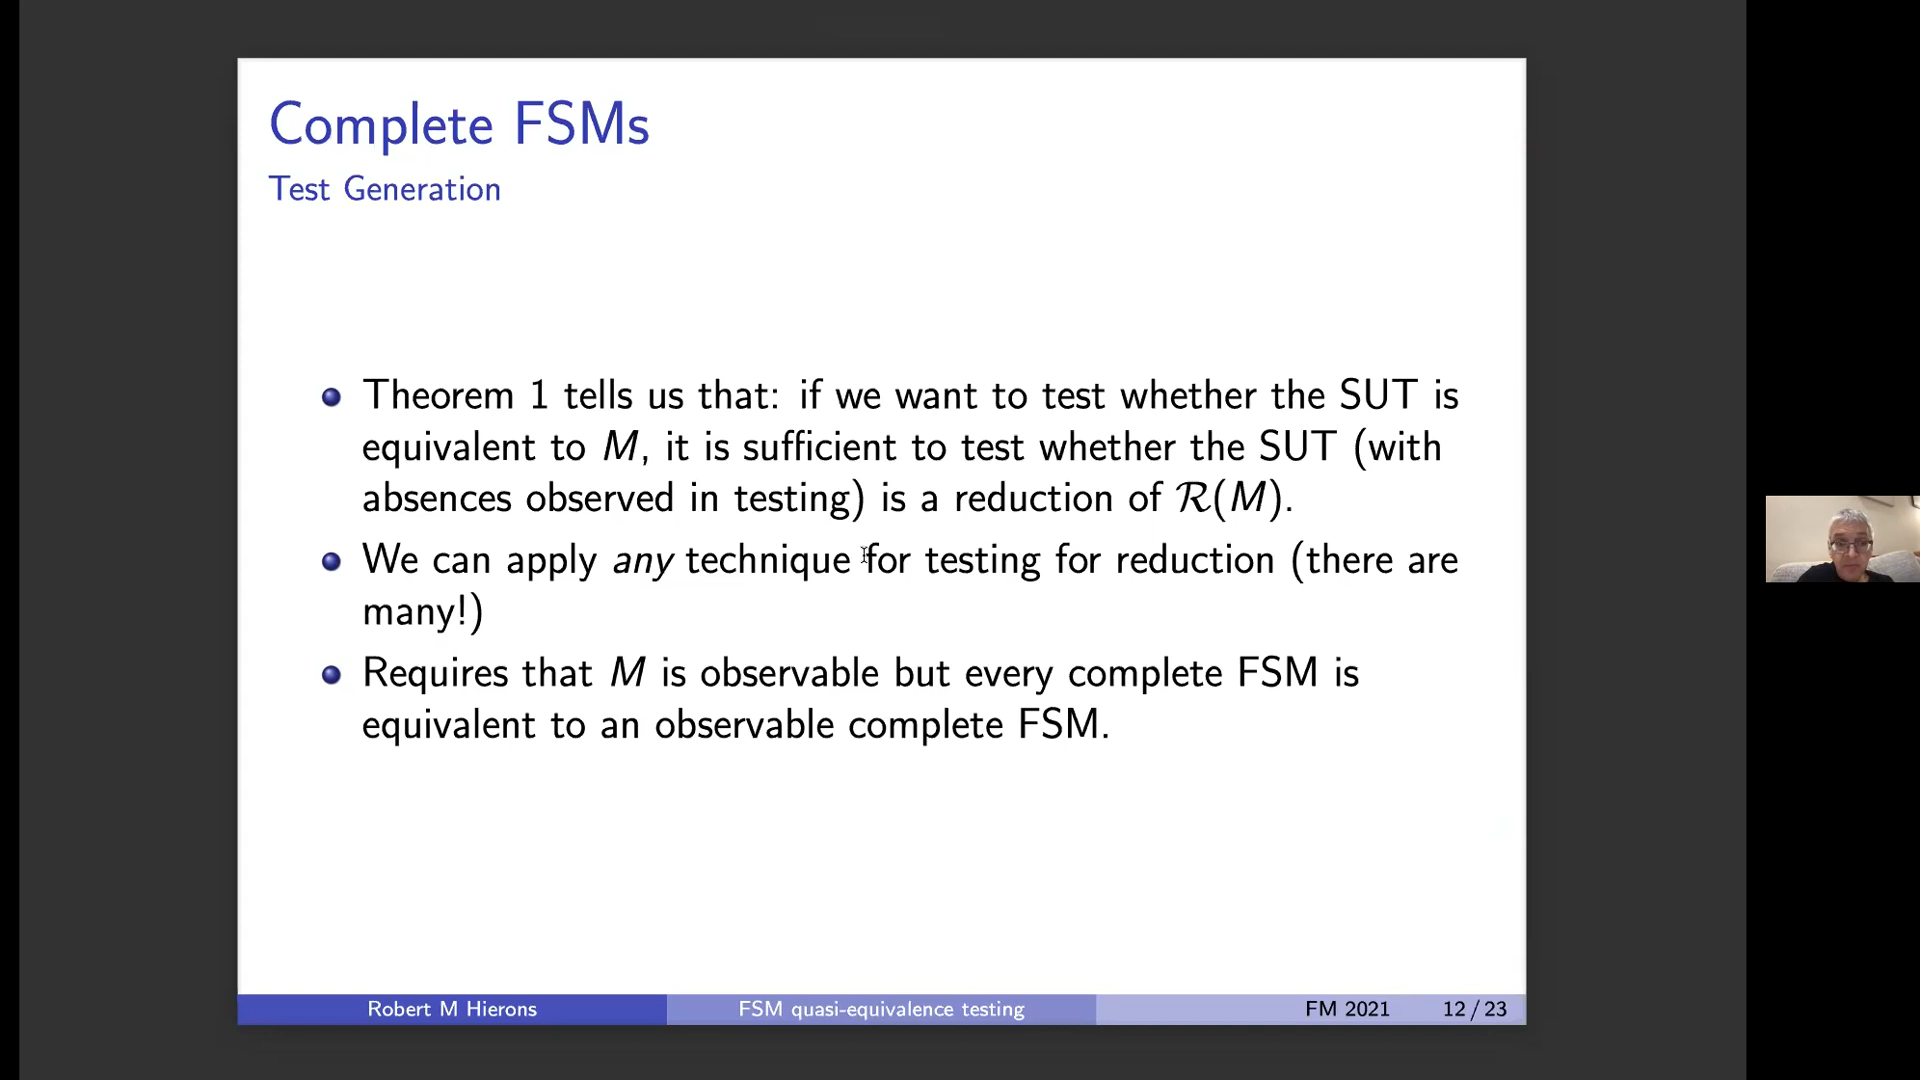 Complete FSMs
Test Generation
Theorem 1 tells us that: if we want to test whether the SUT is
equivalent to M, it is sufficient to test whether the SUT (with
absences observed in testing) is a reduction of ℛ(M).
We can apply any technique for testing for reduction (there are
many!)
Requires that M is observable but every complete FSM is
equivalent to an observable complete FSM.
Robert M Hierons FSM quasi-equivalence testing FM 2021 12 / 23